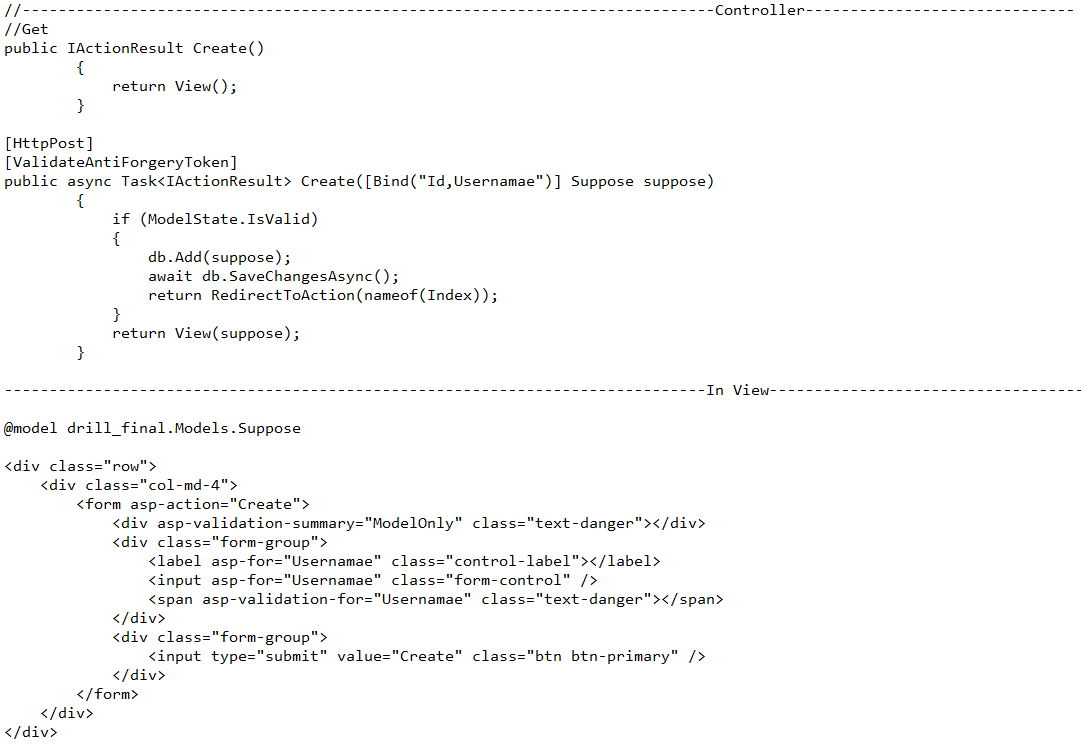 //-----------------------------------------------------------------------------Controller------------------------------
//Get
public IActionResult Create()
        {
            return View();
        }

[HttpPost]
[ValidateAntiForgeryToken]
public async Task<IActionResult> Create([Bind("Id,Usernamae")] Suppose suppose)
        {
            if (ModelState.IsValid)
            {
                db.Add(suppose);
                await db.SaveChangesAsync();
                return RedirectToAction(nameof(Index));
            }
            return View(suppose);
        }

------------------------------------------------------------------------------In View-----------------------------------

@model drill_final.Models.Suppose

<div class="row">
    <div class="col-md-4">
        <form asp-action="Create">
            <div asp-validation-summary="ModelOnly" class="text-danger"></div>
            <div class="form-group">
                <label asp-for="Usernamae" class="control-label"></label>
                <input asp-for="Usernamae" class="form-control" />
                <span asp-validation-for="Usernamae" class="text-danger"></span>
            </div>
            <div class="form-group">
                <input type="submit" value="Create" class="btn btn-primary" />
            </div>
        </form>
    </div>
</div>